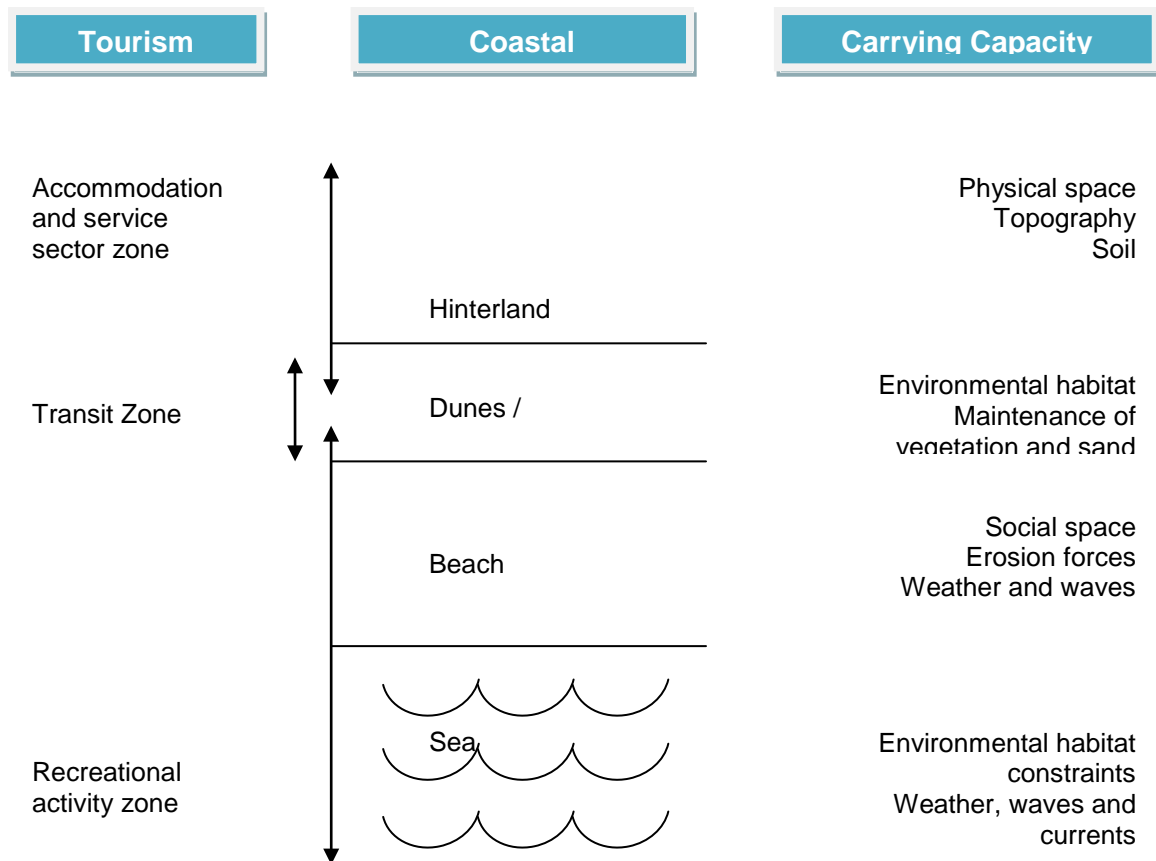 Tourism
Coastal
Carrying Capacity
Accommodation
and service
sector zone
Physical space
Topography
Soil
Hinterland
Transit Zone
Dunes /
Environmental habitat
Maintenance of
vegetation and sand
Beach
Social space
Erosion forces
Weather and waves
Sea
Recreational
activity zone
Environmental habitat
constraints
Weather, waves and
currents